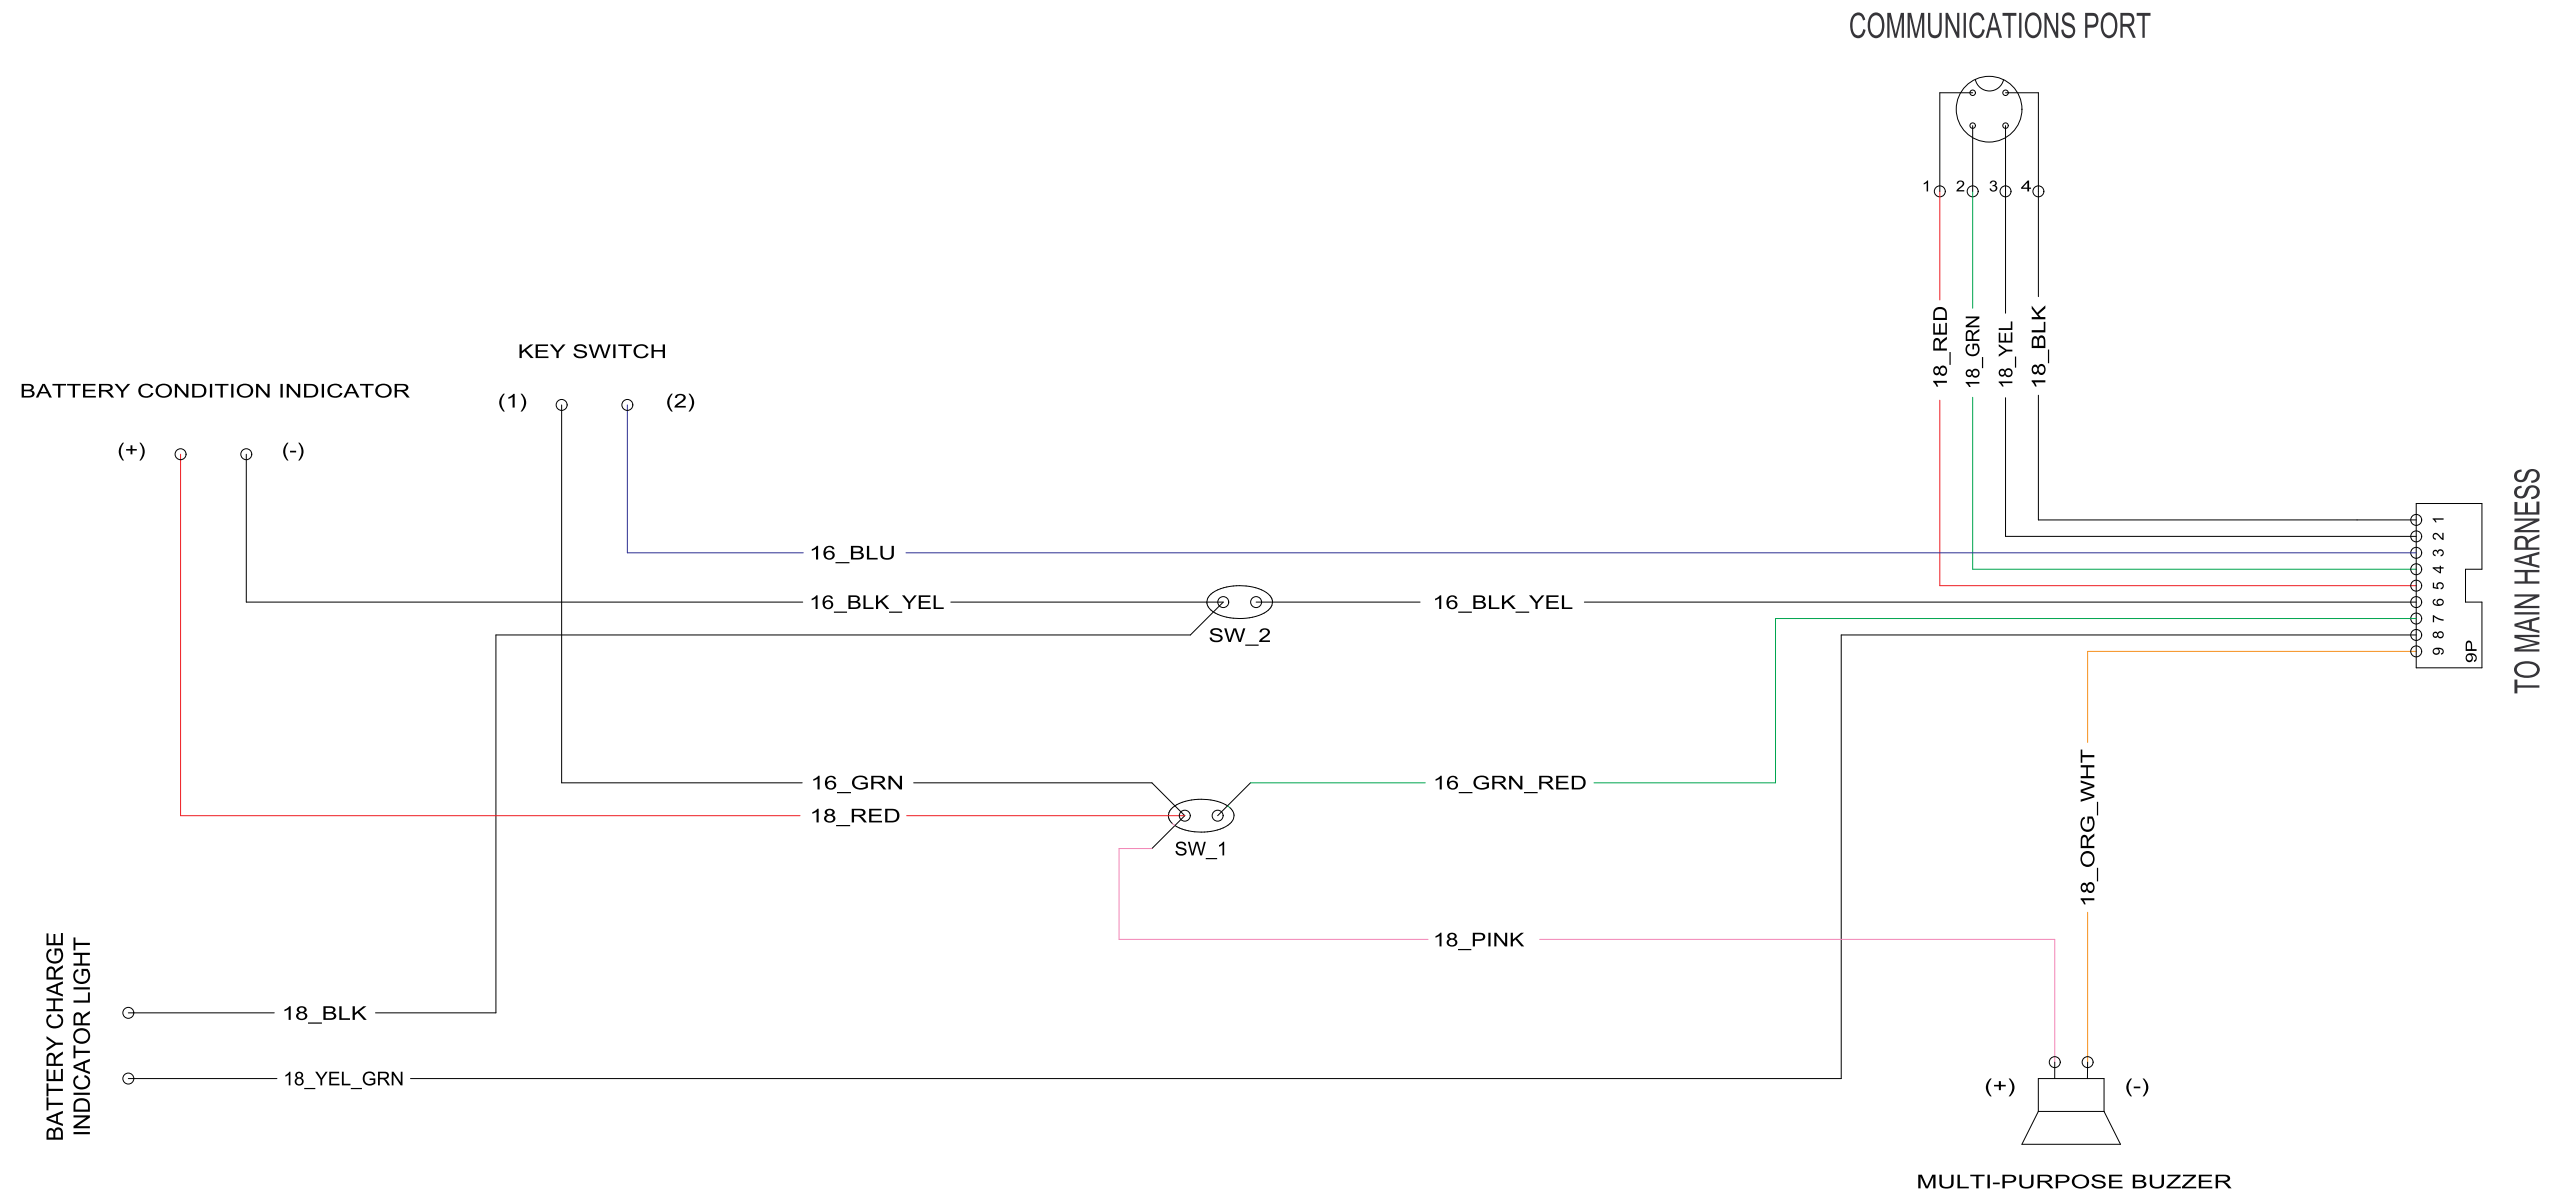 COMMUNICATIONS PORT
1 2 3 4
18_RED
18_GRN
18_YEL
18_BLK
KEY SWITCH
(1) (2)
BATTERY CONDITION INDICATOR
(+) (-)
TO MAIN HARNESS
1
2
3
4
5
6
7
8
9
9P
16_BLU
16_BLK_YEL
16_BLK_YEL
SW_2
16_GRN
16_GRN_RED
18_RED
SW_1
18_ORG_WHT
18_PINK
BATTERY CHARGE
INDICATOR LIGHT
18_BLK
18_YEL_GRN
(+) (-)
MULTI-PURPOSE BUZZER